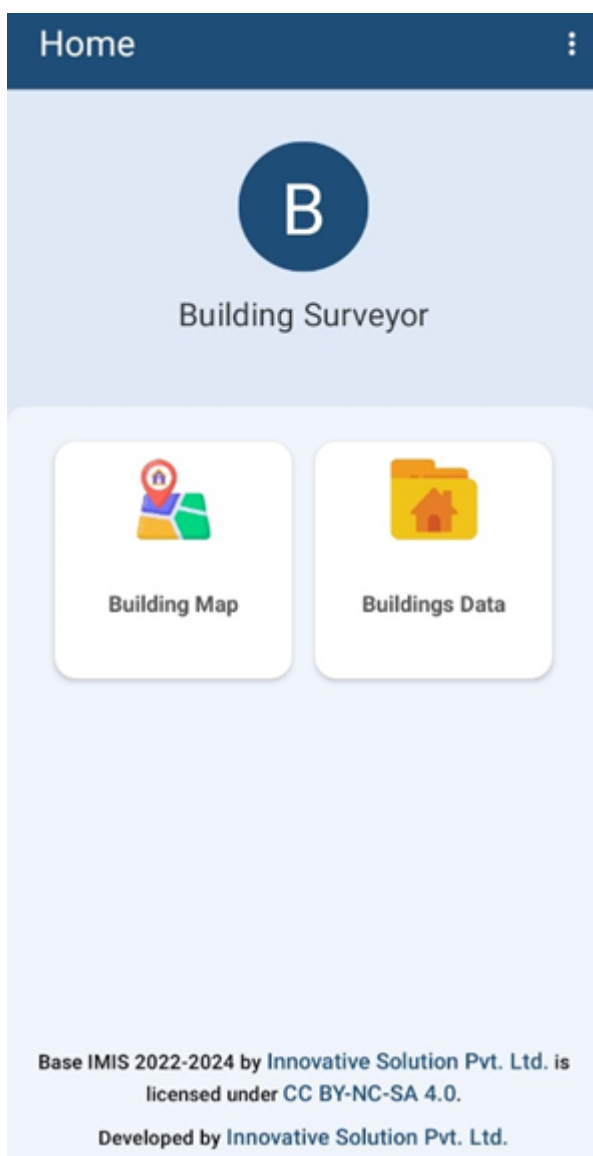 Home
B
Building Surveyor
Building Map
Buildings Data
Base IMIS 2022-2024 by Innovative Solution Pvt. Ltd. is
licensed under CC BY-NC-SA 4.0.
Developed by Innovative Solution Pvt. Ltd.